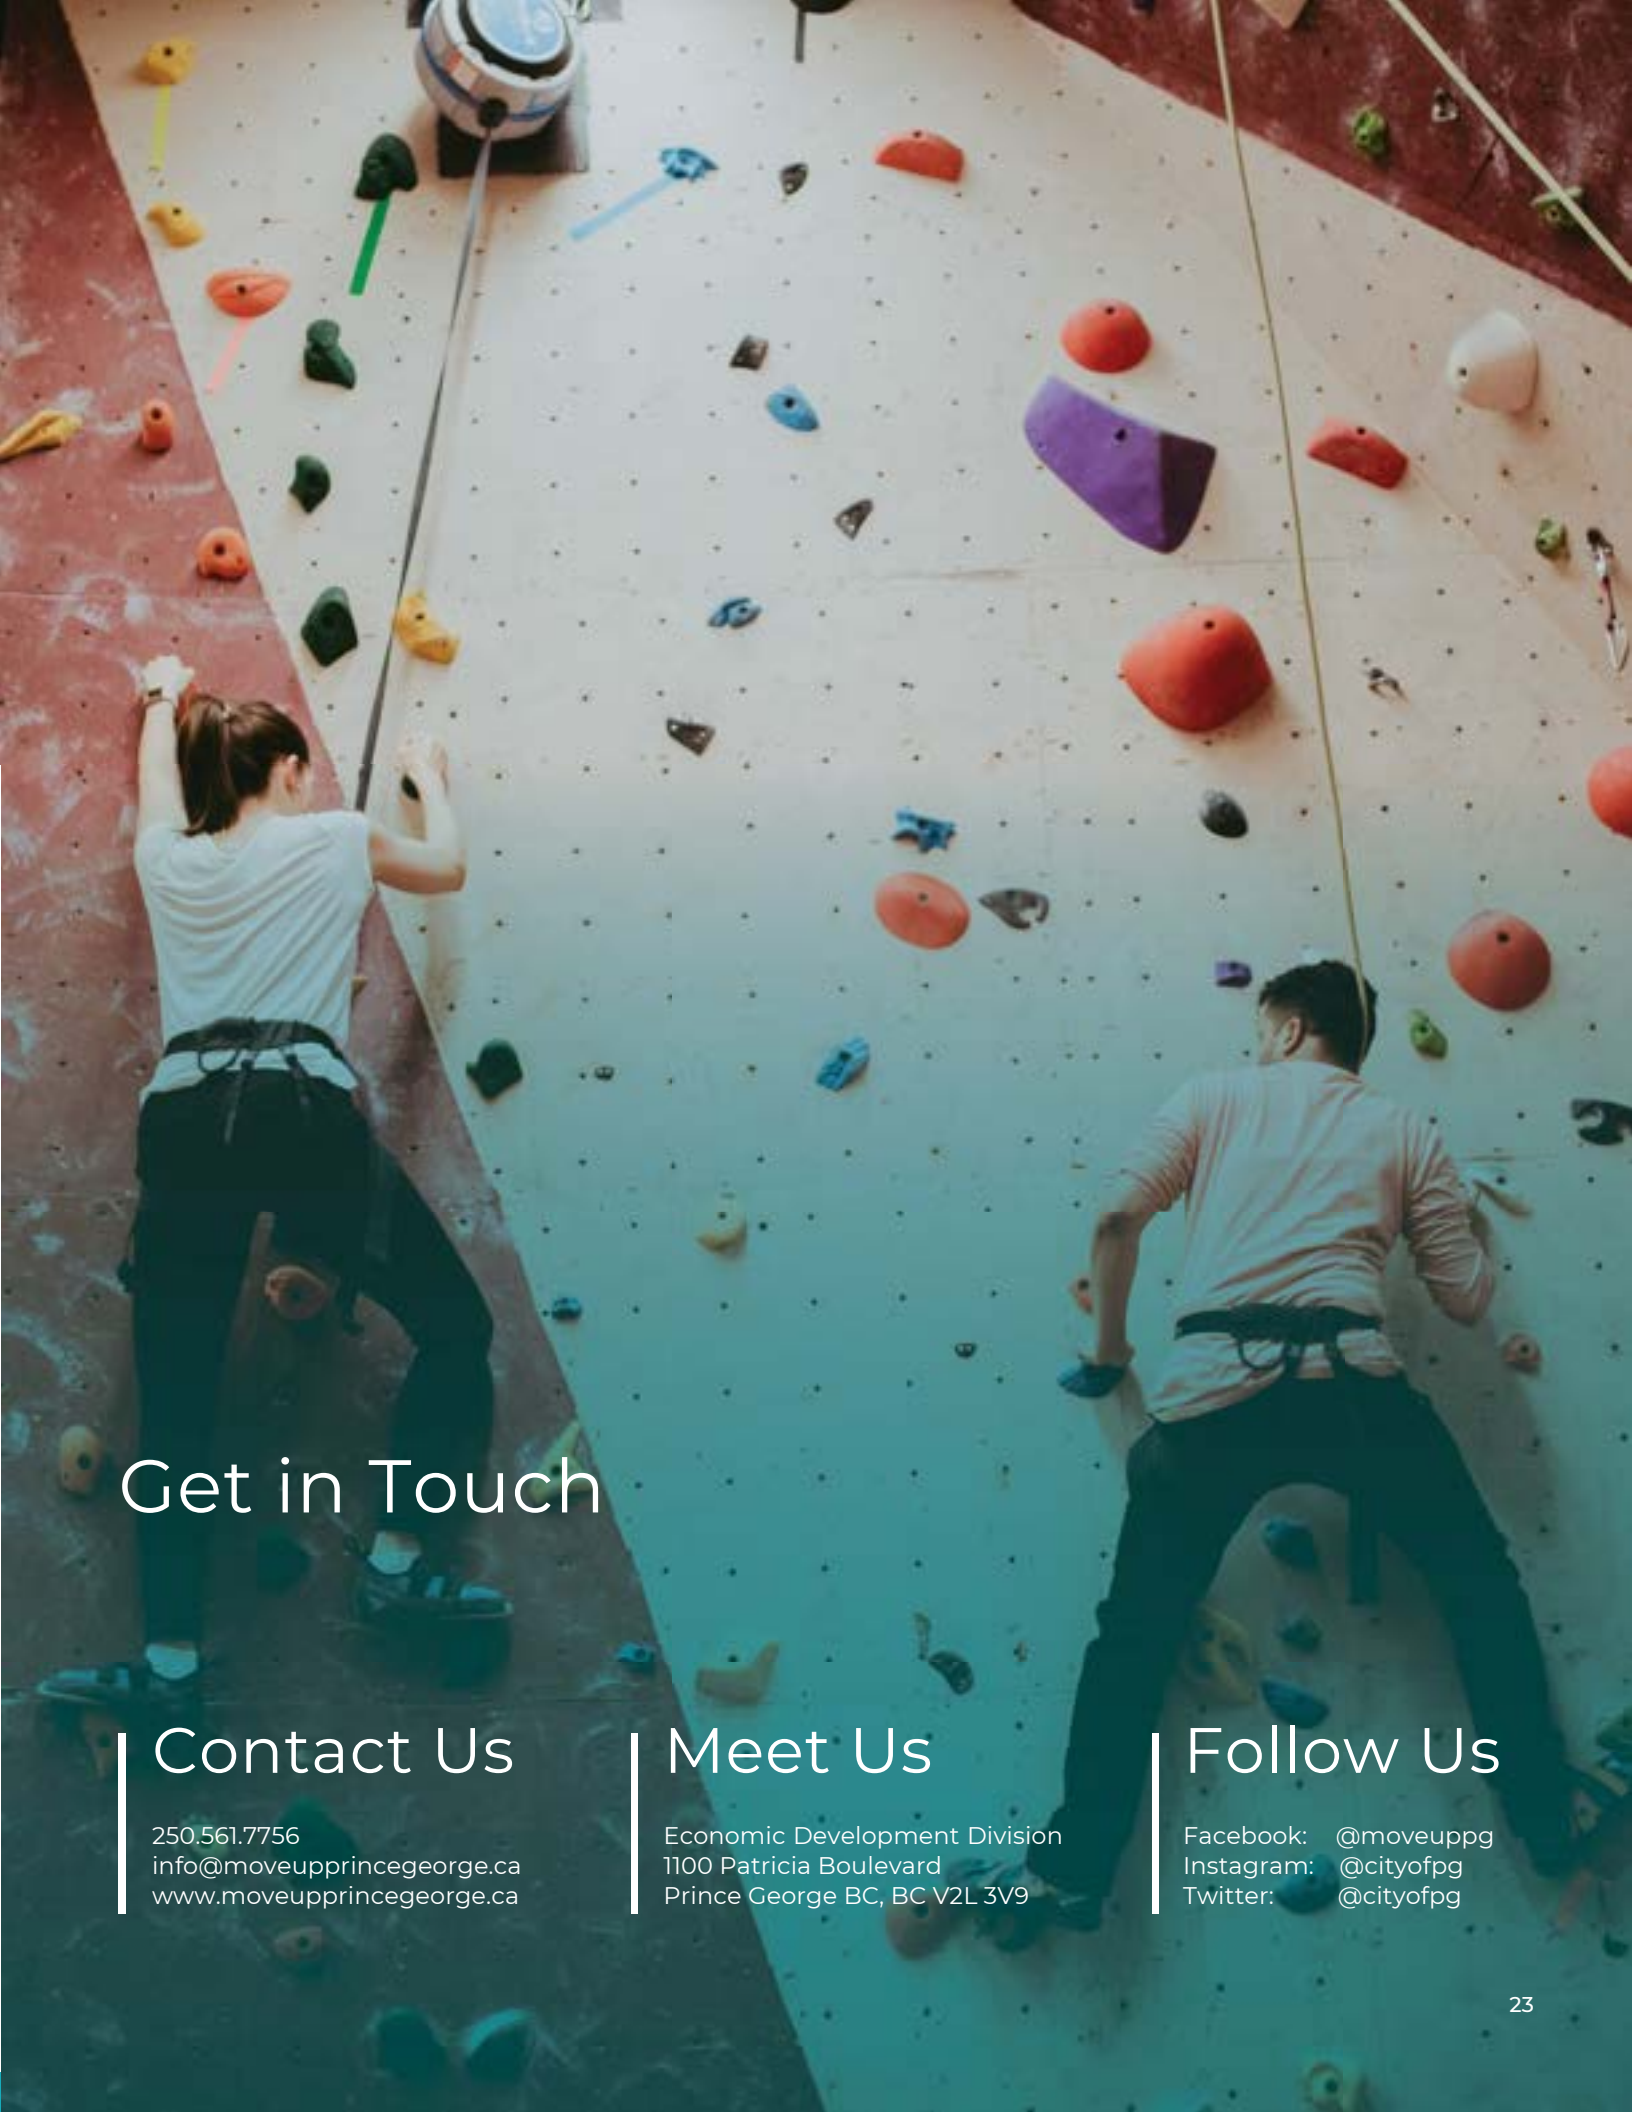 Get in Touch
Contact Us
250.561.7756
info@moveupprincegeorge.ca
www.moveupprincegeorge.ca
Meet Us
Economic Development Division
1100 Patricia Boulevard
Prince George BC, BC V2L 3V9
Follow Us
Facebook: @moveuppg
Instagram: @cityofpg
Twitter: @cityofpg
23